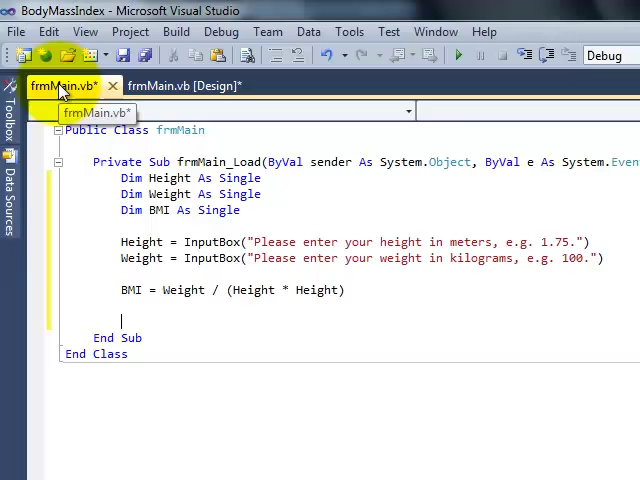 BodyMassIndex - Microsoft Visual Studio
File Edit View Project Build Debug Team Data Tools Test Window Help
Debug
frmMain.vb* frmMain.vb [Design]*
frmMain.vb*
Toolbox
Data Sources
Public Class frmMain
Private Sub frmMain_Load(ByVal sender As System.Object, ByVal e As System.Even
Dim Height As Single
Dim Weight As Single
Dim BMI As Single
Height = InputBox("Please enter your height in meters, e.g. 1.75.")
Weight = InputBox("Please enter your weight in kilograms, e.g. 100.")
BMI = Weight / (Height * Height)
End Sub
End Class